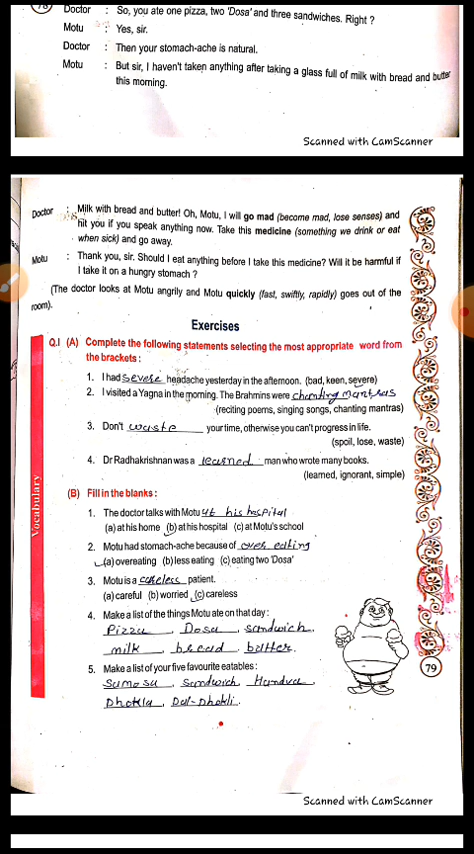 78 Doctor : So, you ate one pizza, two 'Dosa' and three sandwiches. Right ?
Motu : Yes, sir.
Doctor : Then your stomach-ache is natural.
Motu : But sir, I haven't taken anything after taking a glass full of milk with bread and butter
this morning.
Scanned with CamScanner
Doctor : Milk with bread and butter! Oh, Motu, I will go mad (become mad, lose senses) and
hit you if you speak anything now. Take this medicine (something we drink or eat
when sick) and go away.
Motu : Thank you, sir. Should I eat anything before I take this medicine? Will it be harmful if
I take it on a hungry stomach ?
(The doctor looks at Motu angrily and Motu quickly (fast, swiftly, rapidly) goes out of the
room).
Exercises
Q.I (A) Complete the following statements selecting the most appropriate word from
the brackets :
1. I had severe headache yesterday in the afternoon. (bad, keen, severe)
2. I visited a Yagna in the morning. The Brahmins were chanting mantras
(reciting poems, singing songs, chanting mantras)
3. Don't waste your time, otherwise you can't progress in life.
(spoil, lose, waste)
4. Dr Radhakrishnan was a learned man who wrote many books.
(learned, ignorant, simple)
Vocabulary
(B) Fill in the blanks :
1. The doctor talks with Motu at his hospital
(a) at his home (b) at his hospital (c) at Motu's school
2. Motu had stomach-ache because of over eating
(a) overeating (b) less eating (c) eating two 'Dosa'
3. Motu is a careless patient.
(a) careful (b) worried (c) careless
4. Make a list of the things Motu ate on that day :
Pizza, Dosa, sandwich,
milk, bread, butter.
5. Make a list of your five favourite eatables :
Samosa, Sandwich, Handva,
Dhokla, Dal-Dhokli.
79
Scanned with CamScanner